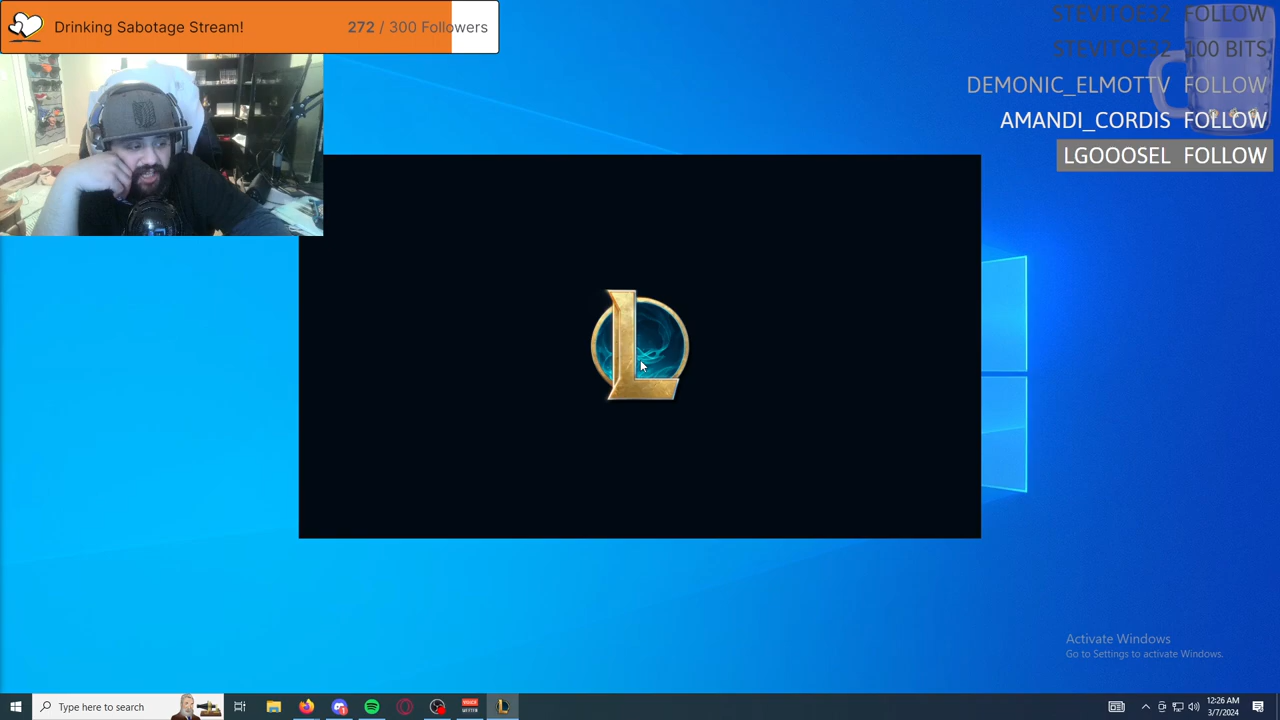 Drinking Sabotage Stream! 272 / 300 Followers
STEVITOE32 FOLLOW
STEVITOE32 100 BITS
DEMONIC_ELMOTTV FOLLOW
AMANDI_CORDIS FOLLOW
LGOOOSEL FOLLOW
L
Activate Windows
Go to Settings to activate Windows.
Type here to search
12:26 AM
3/7/2024